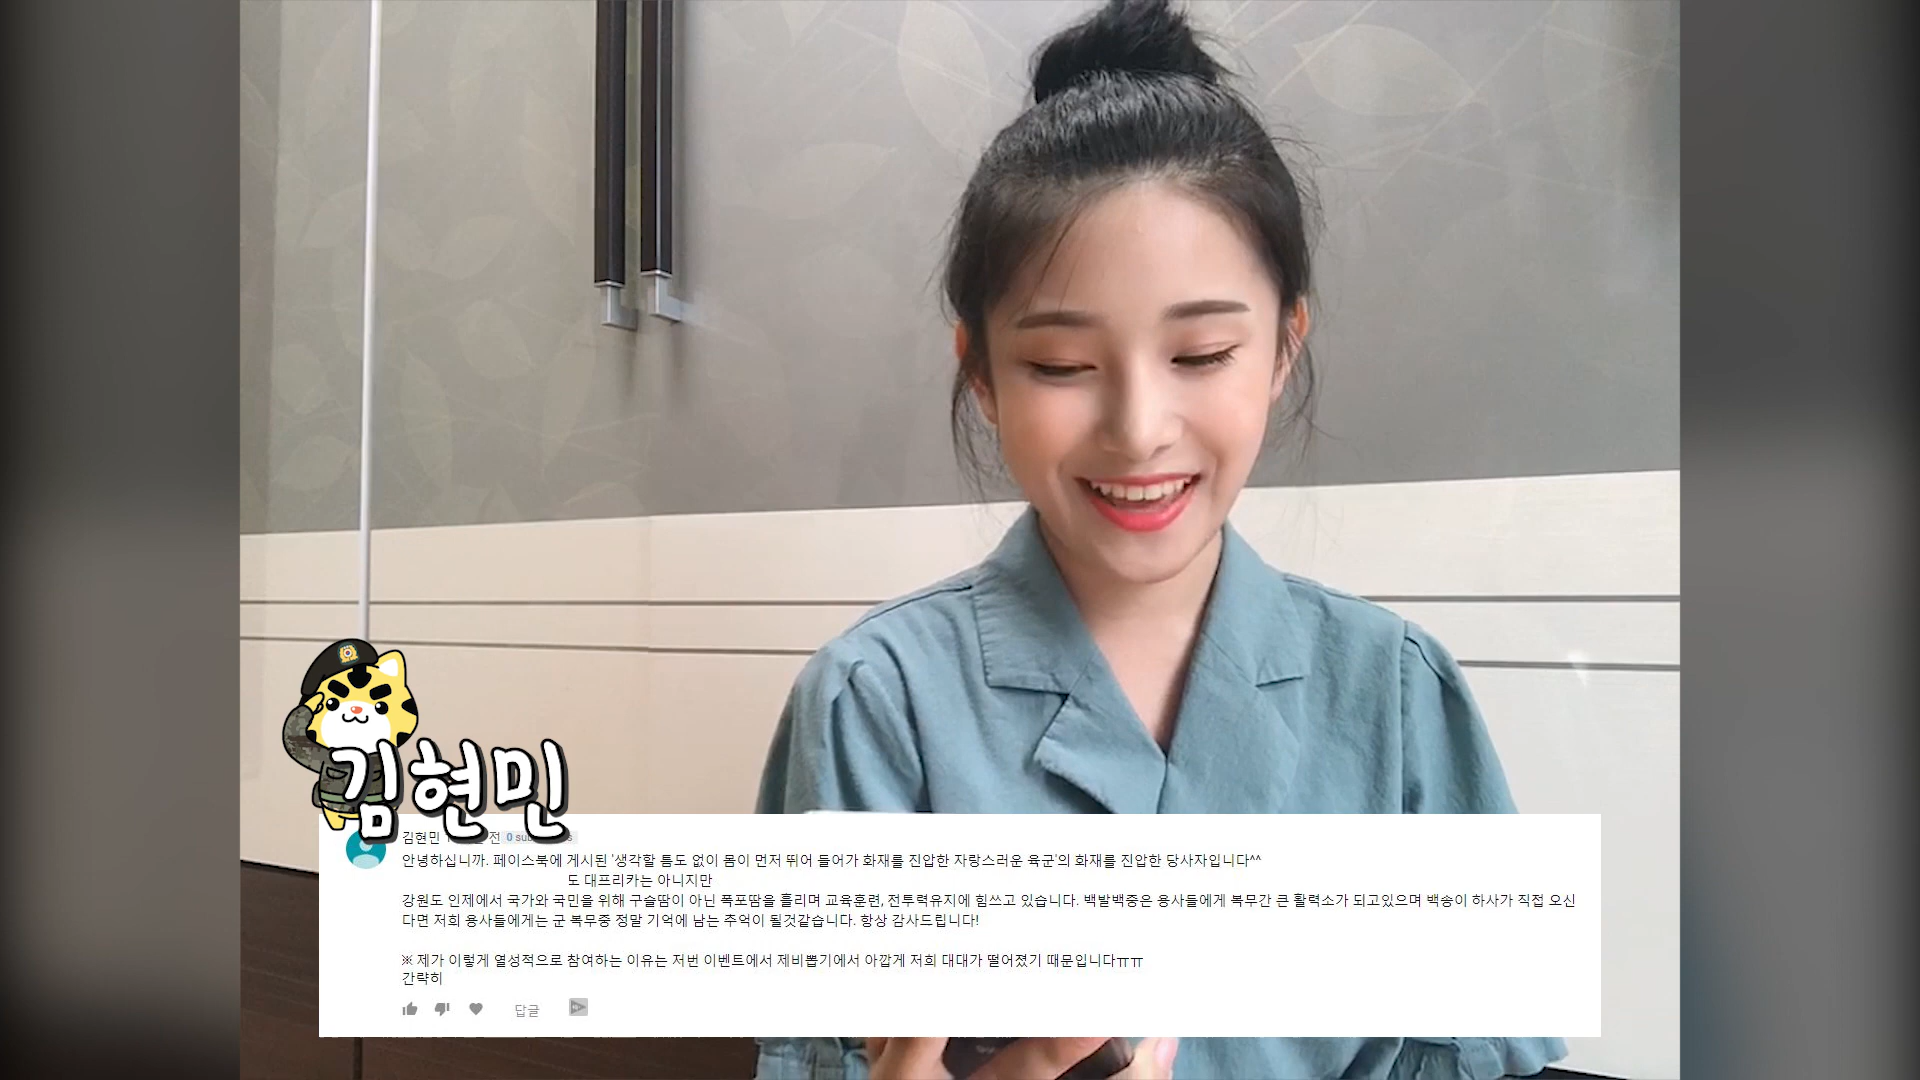 김현민
김현민 전 0 sub s
안녕하십니까. 페이스북에 게시된 '생각할 틈도 없이 몸이 먼저 뛰어 들어가 화재를 진압한 자랑스러운 육군'의 화재를 진압한 당사자입니다^^
도 대프리카는 아니지만
강원도 인제에서 국가와 국민을 위해 구슬땀이 아닌 폭포땀을 흘리며 교육훈련, 전투력유지에 힘쓰고 있습니다. 백발백중은 용사들에게 복무간 큰 활력소가 되고있으며 백송이 하사가 직접 오신
다면 저희 용사들에게는 군 복무중 정말 기억에 남는 추억이 될것같습니다. 항상 감사드립니다!
※ 제가 이렇게 열성적으로 참여하는 이유는 저번 이벤트에서 제비뽑기에서 아깝게 저희 대대가 떨어졌기 때문입니다ㅠㅠ
간략히
답글